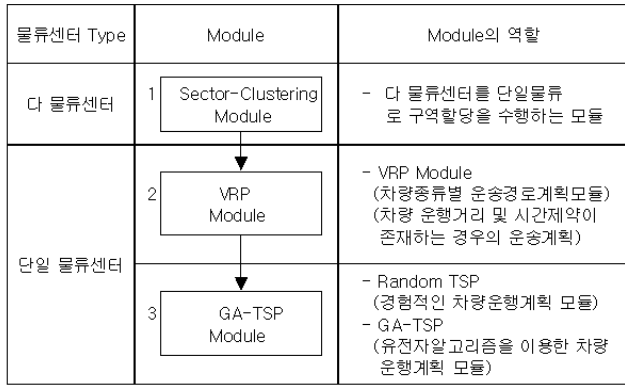 물류센터 Type
Module
Module의 역할
다 물류센터
1
Sector-Clustering
Module
- 다 물류센터를 단일물류
로 구역할당을 수행하는 모듈
단일 물류센터
2
VRP
Module
- VRP Module
(차량종류별 운송경로계획모듈)
(차량 운행거리 및 시간제약이
존재하는 경우의 운송계획)
3
GA-TSP
Module
- Random TSP
(경험적인 차량운행계획 모듈)
- GA-TSP
(유전자알고리즘을 이용한 차량
운행계획 모듈)